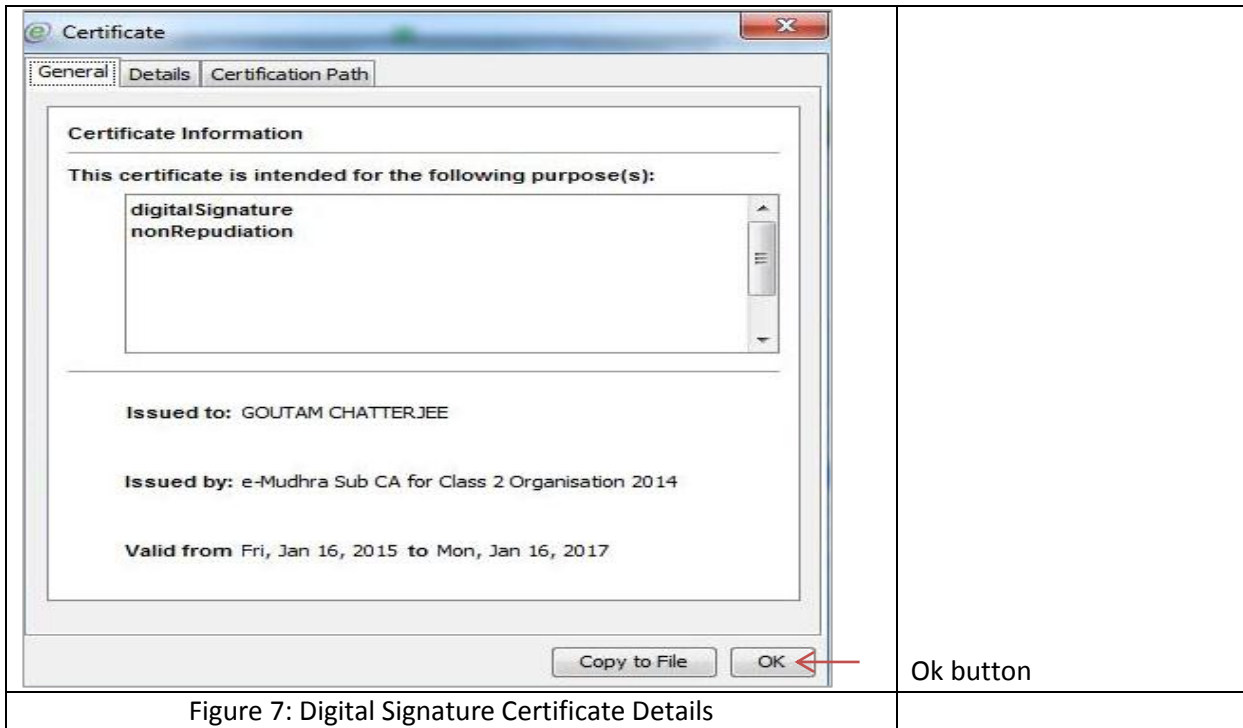 Certificate
General Details Certification Path
Certificate Information
This certificate is intended for the following purpose(s):
digitalSignature
nonRepudiation
Issued to: GOUTAM CHATTERJEE
Issued by: e-Mudhra Sub CA for Class 2 Organisation 2014
Valid from Fri, Jan 16, 2015 to Mon, Jan 16, 2017
Copy to File OK
Ok button
Figure 7: Digital Signature Certificate Details